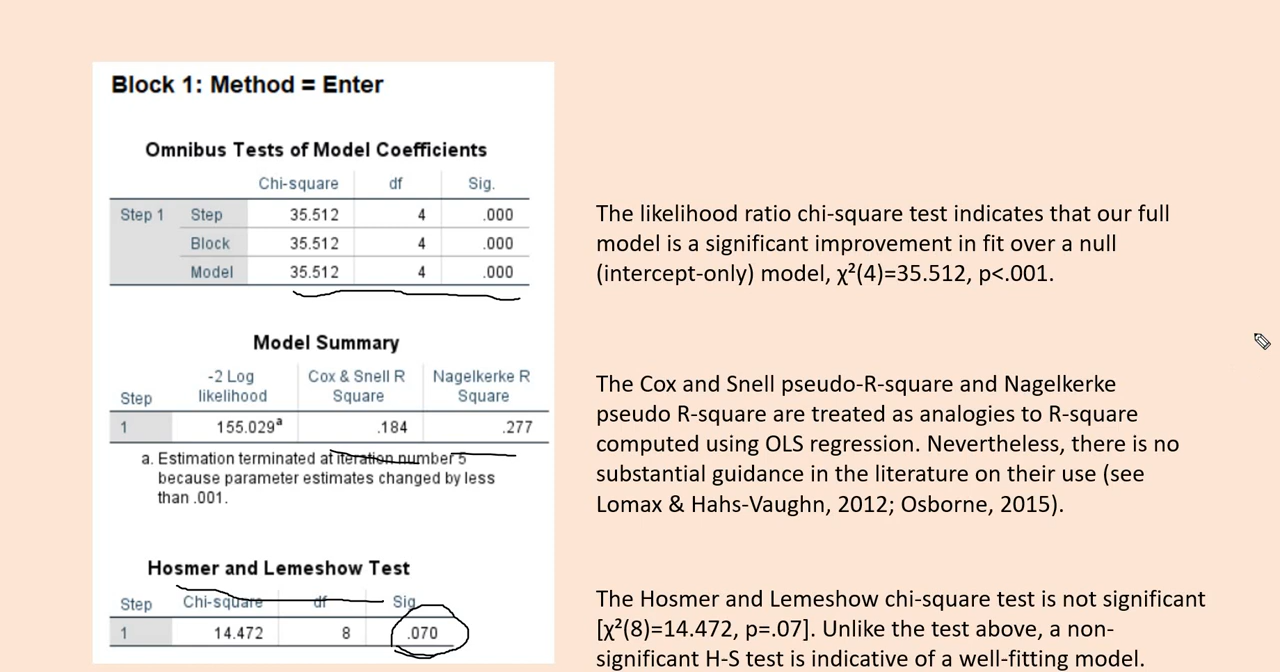 Block 1: Method = Enter
Omnibus Tests of Model Coefficients
Chi-square df Sig.
Step 1 Step 35.512 4 .000
Block 35.512 4 .000
Model 35.512 4 .000
The likelihood ratio chi-square test indicates that our full
model is a significant improvement in fit over a null
(intercept-only) model, χ²(4)=35.512, p<.001.
Model Summary
Step -2 Log likelihood Cox & Snell R Square Nagelkerke R Square
1 155.029ª .184 .277
a. Estimation terminated at iteration number 5
because parameter estimates changed by less
than .001.
The Cox and Snell pseudo-R-square and Nagelkerke
pseudo R-square are treated as analogies to R-square
computed using OLS regression. Nevertheless, there is no
substantial guidance in the literature on their use (see
Lomax & Hahs-Vaughn, 2012; Osborne, 2015).
Hosmer and Lemeshow Test
Step Chi-square df Sig.
1 14.472 8 .070
The Hosmer and Lemeshow chi-square test is not significant
[χ²(8)=14.472, p=.07]. Unlike the test above, a non-
significant H-S test is indicative of a well-fitting model.